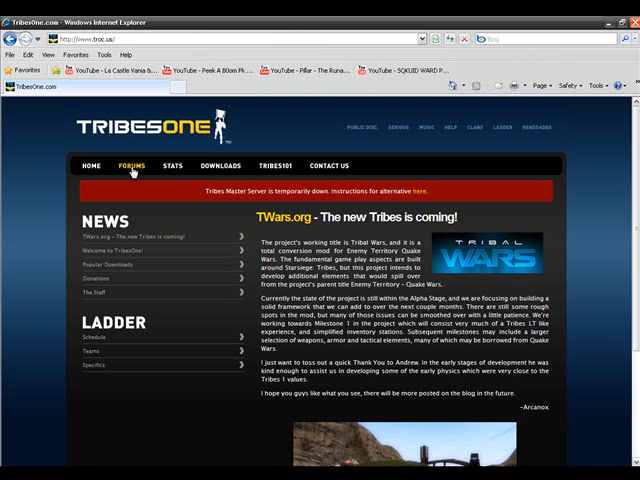 TribesOne.com - Windows Internet Explorer
http://www.troc.us/
Bing
File Edit View Favorites Tools Help
Favorites YouTube - La Castle Vania &... YouTube - Peek A B0om Pk ... YouTube - Pillar - The Runa... YouTube - SQKUID WARD P...
TribesOne.com
Page Safety Tools
TRIBESONE
TM
PUBLIC DISC. SERIOUS MUSIC HELP CLANS LADDER RENEGADES
HOME FORUMS STATS DOWNLOADS TRIBES101 CONTACT US
Tribes Master Server is temporarily down. Instructions for alternative here.
NEWS
TWars.org - The new Tribes is coming!
Welcome to TribesOne!
Popular Downloads
Donations
The Staff
LADDER
Schedule
Teams
Specifics
TWars.org - The new Tribes is coming!
The project's working title is Tribal Wars, and it is a
total conversion mod for Enemy Territory Quake
Wars. The fundamental game play aspects are built
around Starsiege: Tribes, but this project intends to
develop additional elements that would spill over
from the project's parent title Enemy Territory - Quake Wars.
TRIBAL
WARS
Currently the state of the project is still within the Alpha Stage, and we are focusing on building a
solid framework that we can add to over the next couple months. There are still some rough
spots in the mod, but many of those issues can be smoothed over with a little patience. We're
working towards Milestone 1 in the project which will consist very much of a Tribes LT like
experience, and simplified inventory stations. Subsequent milestones may include a larger
selection of weapons, armor and tactical elements, many of which may be borrowed from Quake
Wars.
I just want to toss out a quick Thank You to Andrew. In the early stages of development he was
kind enough to assist us in developing some of the early physics which were very close to the
Tribes 1 values.
I hope you guys like what you see, there will be more posted on the blog in the future.
~Arcanox